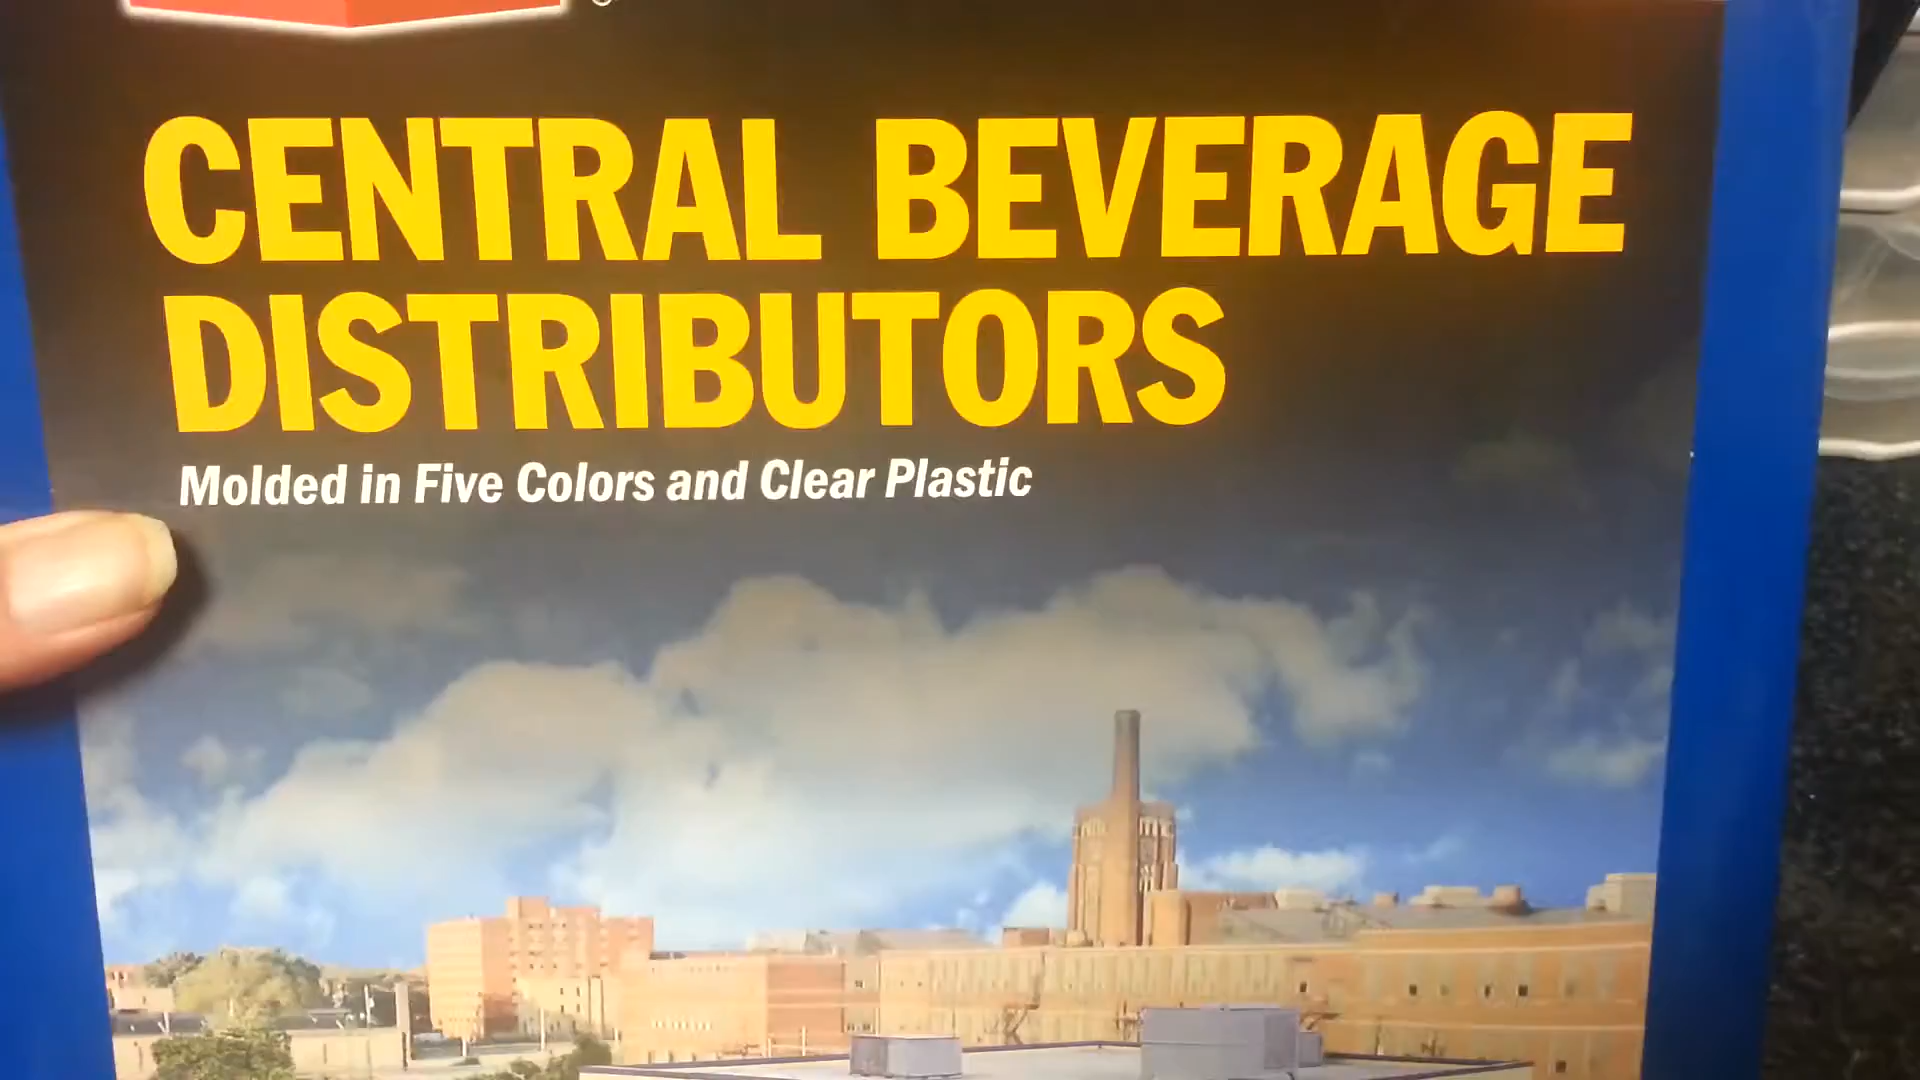 CENTRAL BEVERAGE
DISTRIBUTORS
Molded in Five Colors and Clear Plastic